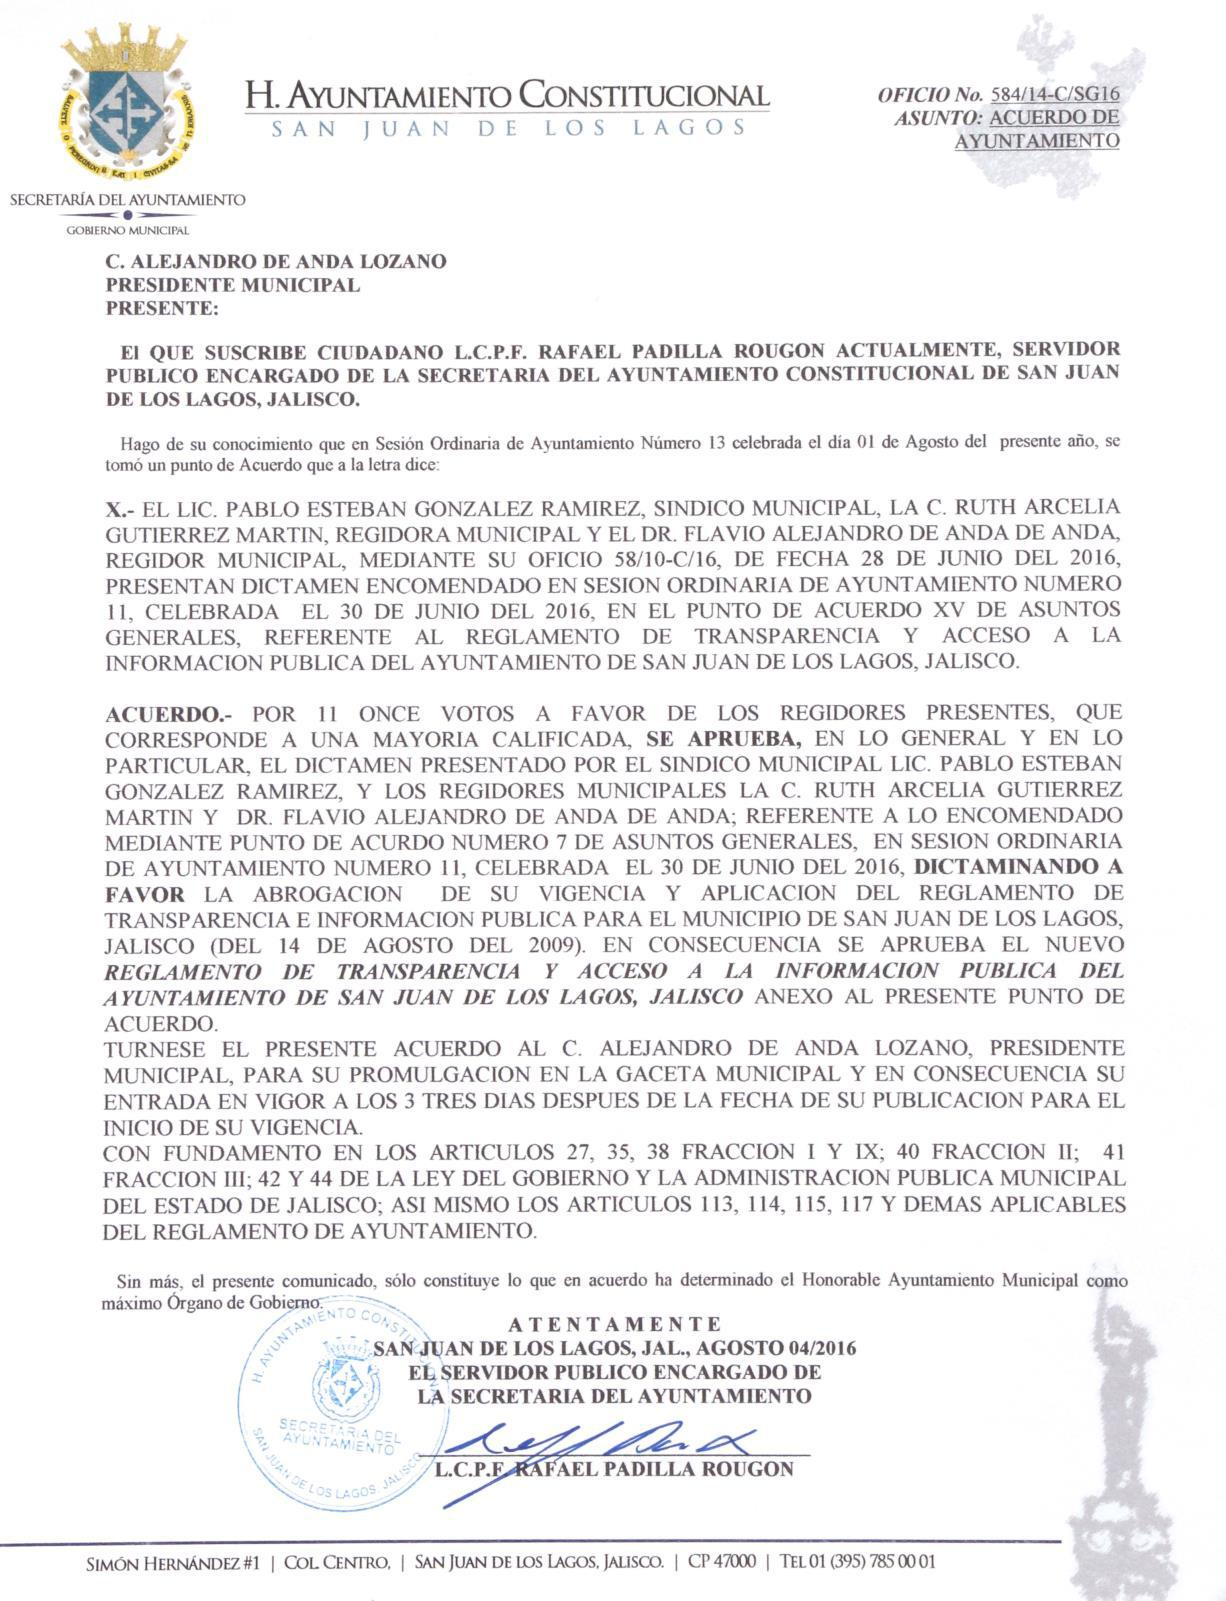 H. AYUNTAMIENTO CONSTITUCIONAL
SAN JUAN DE LOS LAGOS
OFICIO No. 584/14-C/SG16
ASUNTO: ACUERDO DE
AYUNTAMIENTO
SECRETARÍA DEL AYUNTAMIENTO
GOBIERNO MUNICIPAL
C. ALEJANDRO DE ANDA LOZANO
PRESIDENTE MUNICIPAL
PRESENTE:
El QUE SUSCRIBE CIUDADANO L.C.P.F. RAFAEL PADILLA ROUGON ACTUALMENTE, SERVIDOR
PUBLICO ENCARGADO DE LA SECRETARIA DEL AYUNTAMIENTO CONSTITUCIONAL DE SAN JUAN
DE LOS LAGOS, JALISCO.
Hago de su conocimiento que en Sesión Ordinaria de Ayuntamiento Número 13 celebrada el día 01 de Agosto del presente año, se
tomó un punto de Acuerdo que a la letra dice:
X.- EL LIC. PABLO ESTEBAN GONZALEZ RAMIREZ, SINDICO MUNICIPAL, LA C. RUTH ARCELIA
GUTIERREZ MARTIN, REGIDORA MUNICIPAL Y EL DR. FLAVIO ALEJANDRO DE ANDA DE ANDA,
REGIDOR MUNICIPAL, MEDIANTE SU OFICIO 58/10-C/16, DE FECHA 28 DE JUNIO DEL 2016,
PRESENTAN DICTAMEN ENCOMENDADO EN SESION ORDINARIA DE AYUNTAMIENTO NUMERO
11, CELEBRADA EL 30 DE JUNIO DEL 2016, EN EL PUNTO DE ACUERDO XV DE ASUNTOS
GENERALES, REFERENTE AL REGLAMENTO DE TRANSPARENCIA Y ACCESO A LA
INFORMACION PUBLICA DEL AYUNTAMIENTO DE SAN JUAN DE LOS LAGOS, JALISCO.
ACUERDO.- POR 11 ONCE VOTOS A FAVOR DE LOS REGIDORES PRESENTES, QUE
CORRESPONDE A UNA MAYORIA CALIFICADA, SE APRUEBA, EN LO GENERAL Y EN LO
PARTICULAR, EL DICTAMEN PRESENTADO POR EL SINDICO MUNICIPAL LIC. PABLO ESTEBAN
GONZALEZ RAMIREZ, Y LOS REGIDORES MUNICIPALES LA C. RUTH ARCELIA GUTIERREZ
MARTIN Y DR. FLAVIO ALEJANDRO DE ANDA DE ANDA; REFERENTE A LO ENCOMENDADO
MEDIANTE PUNTO DE ACURDO NUMERO 7 DE ASUNTOS GENERALES, EN SESION ORDINARIA
DE AYUNTAMIENTO NUMERO 11, CELEBRADA EL 30 DE JUNIO DEL 2016, DICTAMINANDO A
FAVOR LA ABROGACION DE SU VIGENCIA Y APLICACION DEL REGLAMENTO DE
TRANSPARENCIA E INFORMACION PUBLICA PARA EL MUNICIPIO DE SAN JUAN DE LOS LAGOS,
JALISCO (DEL 14 DE AGOSTO DEL 2009). EN CONSECUENCIA SE APRUEBA EL NUEVO
REGLAMENTO DE TRANSPARENCIA Y ACCESO A LA INFORMACION PUBLICA DEL
AYUNTAMIENTO DE SAN JUAN DE LOS LAGOS, JALISCO ANEXO AL PRESENTE PUNTO DE
ACUERDO.
TURNESE EL PRESENTE ACUERDO AL C. ALEJANDRO DE ANDA LOZANO, PRESIDENTE
MUNICIPAL, PARA SU PROMULGACION EN LA GACETA MUNICIPAL Y EN CONSECUENCIA SU
ENTRADA EN VIGOR A LOS 3 TRES DIAS DESPUES DE LA FECHA DE SU PUBLICACION PARA EL
INICIO DE SU VIGENCIA.
CON FUNDAMENTO EN LOS ARTICULOS 27, 35, 38 FRACCION I Y IX; 40 FRACCION II; 41
FRACCION III; 42 Y 44 DE LA LEY DEL GOBIERNO Y LA ADMINISTRACION PUBLICA MUNICIPAL
DEL ESTADO DE JALISCO; ASI MISMO LOS ARTICULOS 113, 114, 115, 117 Y DEMAS APLICABLES
DEL REGLAMENTO DE AYUNTAMIENTO.
Sin más, el presente comunicado, sólo constituye lo que en acuerdo ha determinado el Honorable Ayuntamiento Municipal como
máximo Órgano de Gobierno.
ATENTAMENTE
SAN JUAN DE LOS LAGOS, JAL., AGOSTO 04/2016
EL SERVIDOR PUBLICO ENCARGADO DE
LA SECRETARIA DEL AYUNTAMIENTO
L.C.P.F. RAFAEL PADILLA ROUGON
H. AYUNTAMIENTO CONSTITUCIONAL
SECRETARIA DEL
AYUNTAMIENTO
SAN JUAN DE LOS LAGOS, JALISCO
SIMÓN HERNÁNDEZ #1 | COL. CENTRO, | SAN JUAN DE LOS LAGOS, JALISCO. | CP 47000 | TEL 01 (395) 785 00 01